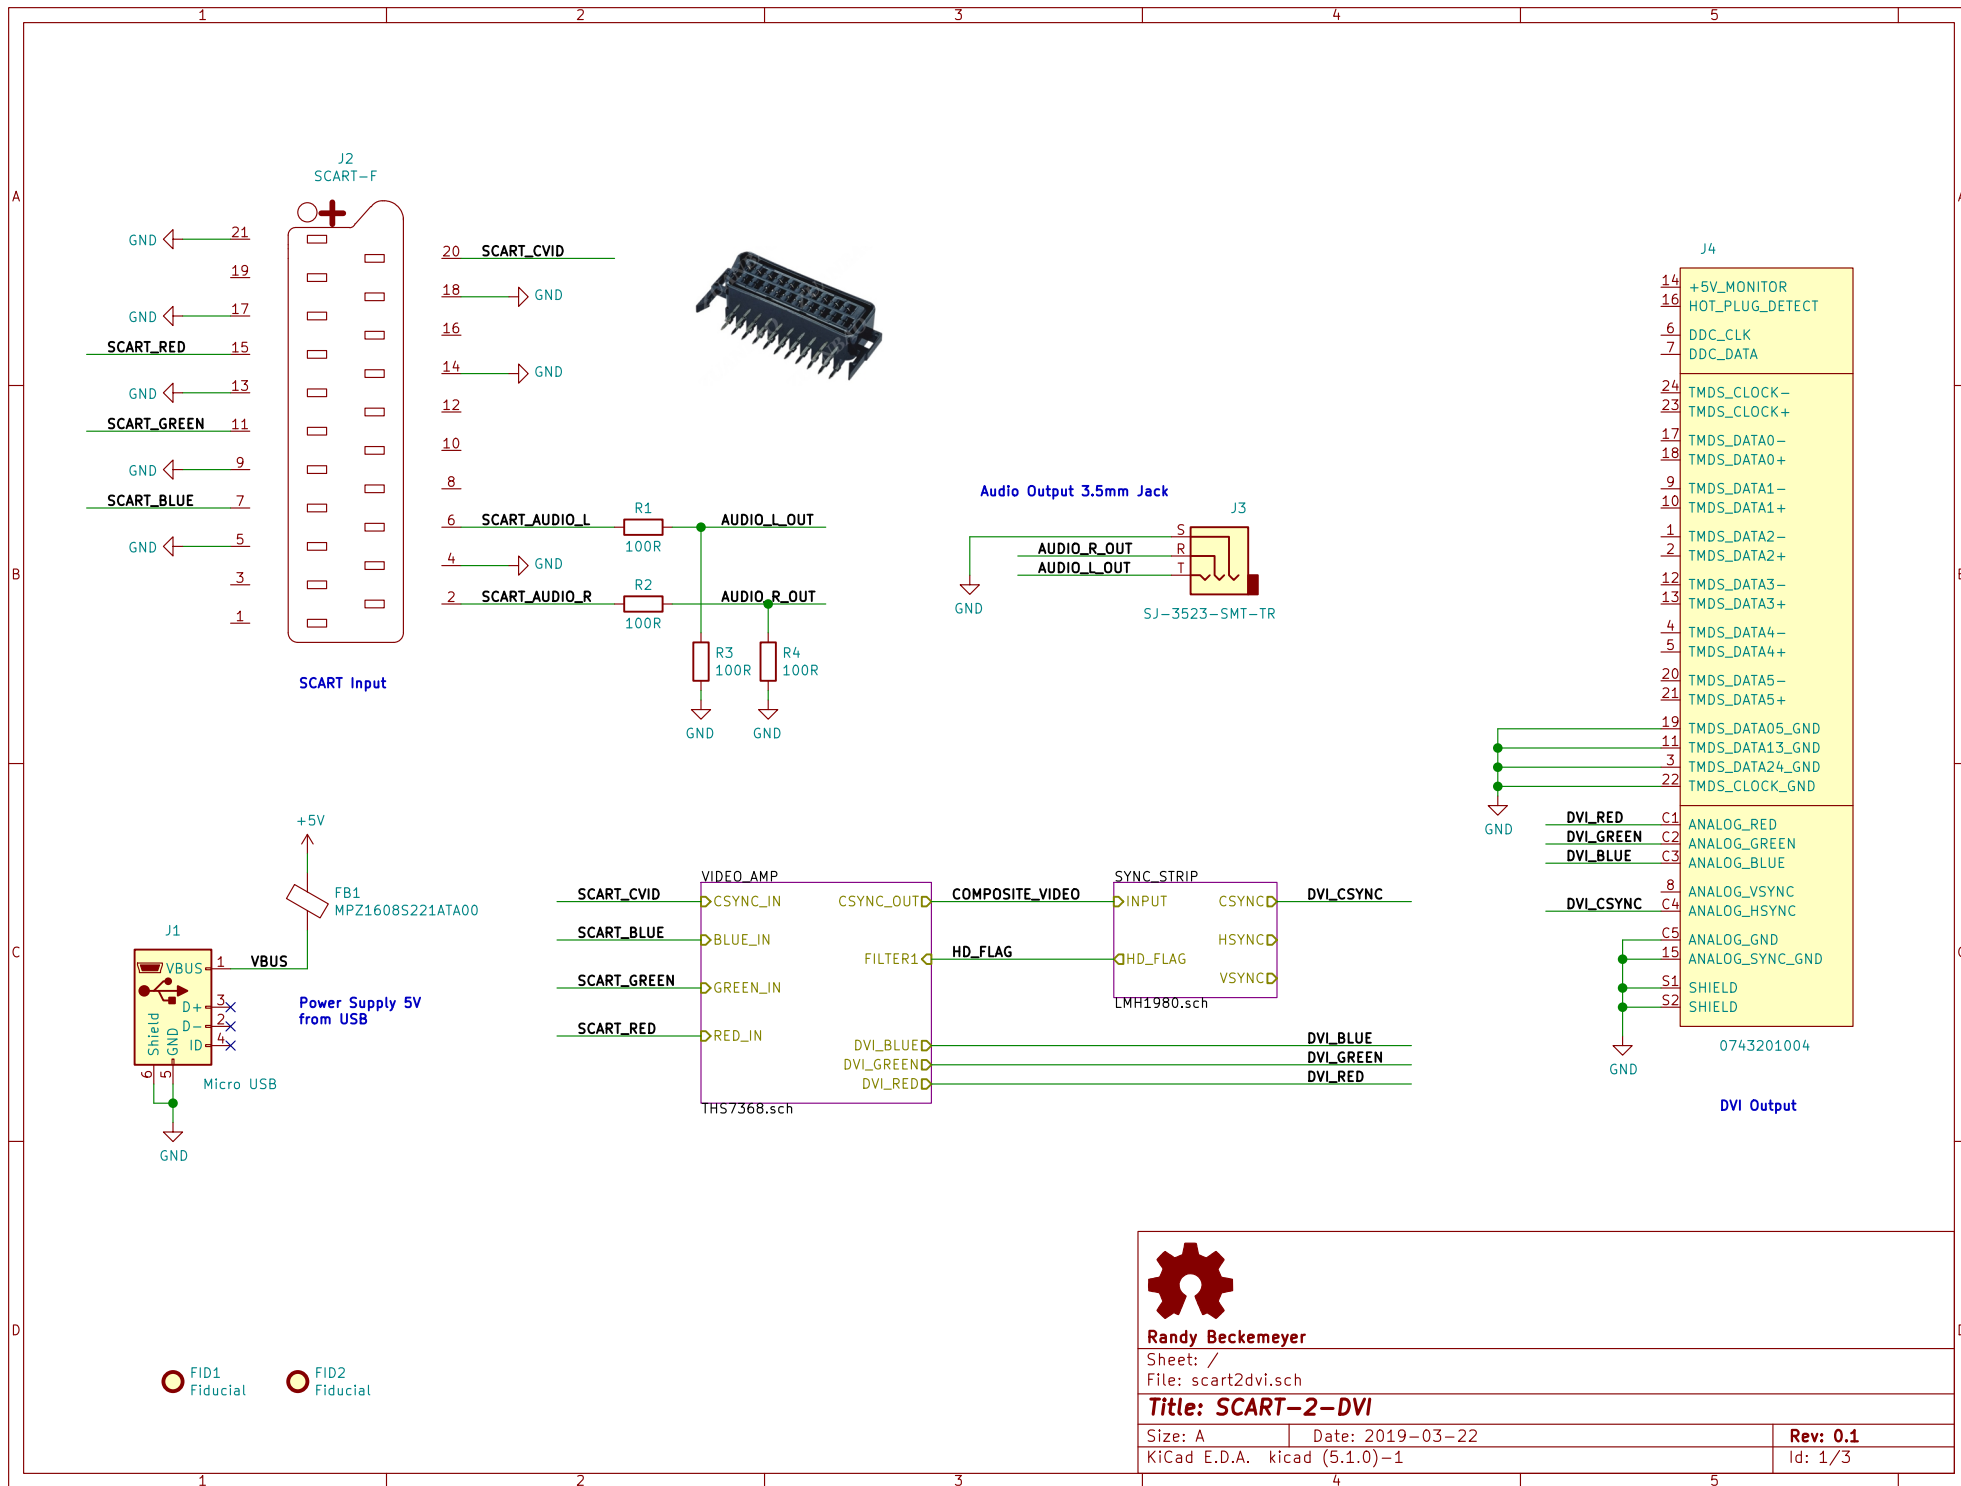 1 2 3 4 5
A
B
C
D
J2
SCART-F
21
GND
19
17
GND
15
SCART_RED
13
GND
11
SCART_GREEN
9
GND
7
SCART_BLUE
5
GND
3
1
20
SCART_CVID
18
GND
16
14
GND
12
10
8
6
SCART_AUDIO_L
4
GND
2
SCART_AUDIO_R
SCART Input
R1
100R
AUDIO_L_OUT
R2
100R
AUDIO_R_OUT
R3
100R
R4
100R
GND
GND
Audio Output 3.5mm Jack
J3
S
R
T
AUDIO_R_OUT
AUDIO_L_OUT
GND
SJ-3523-SMT-TR
J4
14 +5V_MONITOR
16 HOT_PLUG_DETECT
6 DDC_CLK
7 DDC_DATA
24 TMDS_CLOCK-
23 TMDS_CLOCK+
17 TMDS_DATA0-
18 TMDS_DATA0+
9 TMDS_DATA1-
10 TMDS_DATA1+
1 TMDS_DATA2-
2 TMDS_DATA2+
12 TMDS_DATA3-
13 TMDS_DATA3+
4 TMDS_DATA4-
5 TMDS_DATA4+
20 TMDS_DATA5-
21 TMDS_DATA5+
19 TMDS_DATA05_GND
11 TMDS_DATA13_GND
3 TMDS_DATA24_GND
22 TMDS_CLOCK_GND
GND
DVI_RED C1 ANALOG_RED
DVI_GREEN C2 ANALOG_GREEN
DVI_BLUE C3 ANALOG_BLUE
8 ANALOG_VSYNC
DVI_CSYNC C4 ANALOG_HSYNC
C5 ANALOG_GND
15 ANALOG_SYNC_GND
S1 SHIELD
S2 SHIELD
GND
0743201004
DVI Output
+5V
FB1
MPZ1608S221ATA00
J1
VBUS 1 VBUS
D+ 3
D- 2
ID 4
Shield
GND
6
5
Micro USB
GND
Power Supply 5V
from USB
VIDEO_AMP
SCART_CVID CSYNC_IN
SCART_BLUE BLUE_IN
SCART_GREEN GREEN_IN
SCART_RED RED_IN
CSYNC_OUT COMPOSITE_VIDEO
FILTER1 HD_FLAG
DVI_BLUE DVI_BLUE
DVI_GREEN DVI_GREEN
DVI_RED DVI_RED
THS7368.sch
SYNC_STRIP
INPUT
HD_FLAG
CSYNC DVI_CSYNC
HSYNC
VSYNC
LMH1980.sch
FID1
Fiducial
FID2
Fiducial
Randy Beckemeyer
Sheet: /
File: scart2dvi.sch
Title: SCART-2-DVI
Size: A Date: 2019-03-22 Rev: 0.1
KiCad E.D.A. kicad (5.1.0)-1 Id: 1/3
1 2 3 4 5